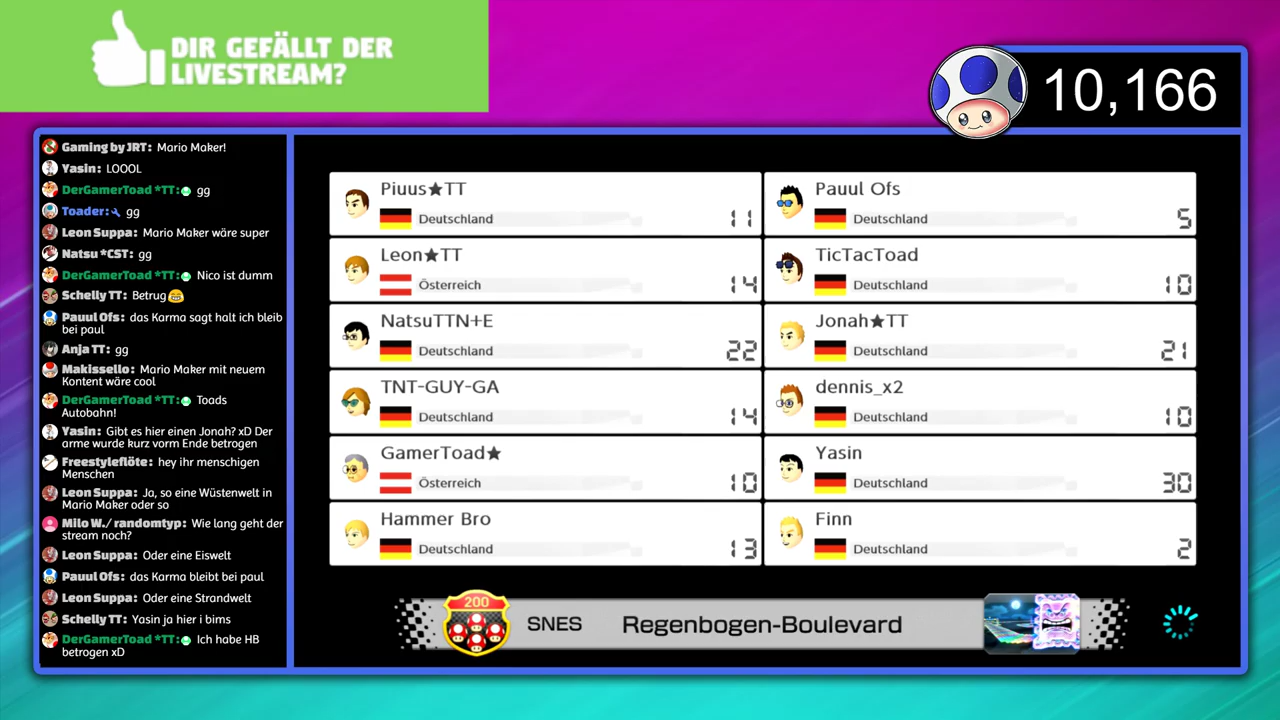 DIR GEFÄLLT DER
LIVESTREAM?
10,166
Gaming by JRT: Mario Maker!
Yasin: LOOOL
DerGamerToad *TT: gg
Toader: gg
Leon Suppa: Mario Maker wäre super
Natsu *CST: gg
DerGamerToad *TT: Nico ist dumm
Schelly TT: Betrug😂
Pauul Ofs: das Karma sagt halt ich bleib
bei paul
Anja TT: gg
Makissello: Mario Maker mit neuem
Kontent wäre cool
DerGamerToad *TT: Toads
Autobahn!
Yasin: Gibt es hier einen Jonah? xD Der
arme wurde kurz vorm Ende betrogen
Freestyleflöte: hey ihr menschigen
Menschen
Leon Suppa: Ja, so eine Wüstenwelt in
Mario Maker oder so
Milo W./ randomtyp: Wie lang geht der
stream noch?
Leon Suppa: Oder eine Eiswelt
Pauul Ofs: das Karma bleibt bei paul
Leon Suppa: Oder eine Strandwelt
Schelly TT: Yasin ja hier i bims
DerGamerToad *TT: Ich habe HB
betrogen xD
Piuus★TT
Deutschland 11
Leon★TT
Österreich 14
NatsuTTN+E
Deutschland 22
TNT-GUY-GA
Deutschland 14
GamerToad★
Österreich 10
Hammer Bro
Deutschland 13
Pauul Ofs
Deutschland 5
TicTacToad
Deutschland 10
Jonah★TT
Deutschland 21
dennis_x2
Deutschland 10
Yasin
Deutschland 30
Finn
Deutschland 2
200
SNES Regenbogen-Boulevard